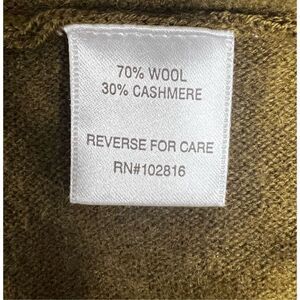 70% WOOL
30% CASHMERE
REVERSE FOR CARE
RN#102816